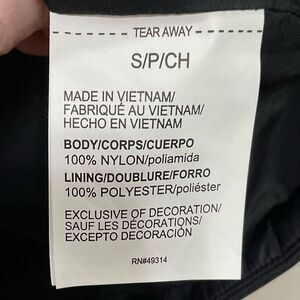 ----- TEAR AWAY -----
S/P/CH
MADE IN VIETNAM/
FABRIQUÉ AU VIETNAM/
HECHO EN VIETNAM
BODY/CORPS/CUERPO
100% NYLON/poliamida
LINING/DOUBLURE/FORRO
100% POLYESTER/poliéster
EXCLUSIVE OF DECORATION/
SAUF LES DÉCORATIONS/
EXCEPTO DECORACIÓN
RN#49314